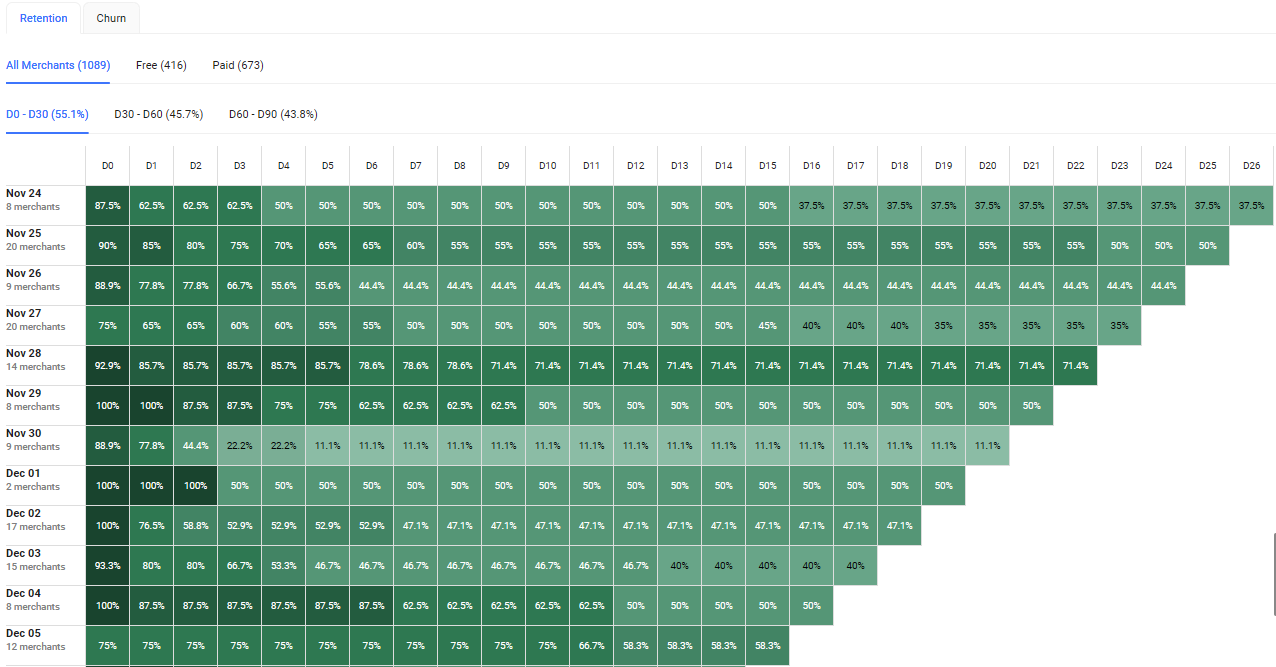 Retention Churn
All Merchants (1089) Free (416) Paid (673)
D0 - D30 (55.1%) D30 - D60 (45.7%) D60 - D90 (43.8%)
D0 D1 D2 D3 D4 D5 D6 D7 D8 D9 D10 D11 D12 D13 D14 D15 D16 D17 D18 D19 D20 D21 D22 D23 D24 D25 D26
Nov 24
8 merchants
87.5% 62.5% 62.5% 62.5% 50% 50% 50% 50% 50% 50% 50% 50% 50% 50% 50% 50% 37.5% 37.5% 37.5% 37.5% 37.5% 37.5% 37.5% 37.5% 37.5% 37.5% 37.5%
Nov 25
20 merchants
90% 85% 80% 75% 70% 65% 65% 60% 55% 55% 55% 55% 55% 55% 55% 55% 55% 55% 55% 55% 55% 55% 55% 50% 50% 50%
Nov 26
9 merchants
88.9% 77.8% 77.8% 66.7% 55.6% 55.6% 44.4% 44.4% 44.4% 44.4% 44.4% 44.4% 44.4% 44.4% 44.4% 44.4% 44.4% 44.4% 44.4% 44.4% 44.4% 44.4% 44.4% 44.4% 44.4%
Nov 27
20 merchants
75% 65% 65% 60% 60% 55% 55% 50% 50% 50% 50% 50% 50% 50% 50% 45% 40% 40% 40% 35% 35% 35% 35% 35%
Nov 28
14 merchants
92.9% 85.7% 85.7% 85.7% 85.7% 85.7% 78.6% 78.6% 78.6% 71.4% 71.4% 71.4% 71.4% 71.4% 71.4% 71.4% 71.4% 71.4% 71.4% 71.4% 71.4% 71.4% 71.4%
Nov 29
8 merchants
100% 100% 87.5% 87.5% 75% 75% 62.5% 62.5% 62.5% 62.5% 50% 50% 50% 50% 50% 50% 50% 50% 50% 50% 50% 50%
Nov 30
9 merchants
88.9% 77.8% 44.4% 22.2% 22.2% 11.1% 11.1% 11.1% 11.1% 11.1% 11.1% 11.1% 11.1% 11.1% 11.1% 11.1% 11.1% 11.1% 11.1% 11.1% 11.1%
Dec 01
2 merchants
100% 100% 100% 50% 50% 50% 50% 50% 50% 50% 50% 50% 50% 50% 50% 50% 50% 50% 50% 50%
Dec 02
17 merchants
100% 76.5% 58.8% 52.9% 52.9% 52.9% 52.9% 47.1% 47.1% 47.1% 47.1% 47.1% 47.1% 47.1% 47.1% 47.1% 47.1% 47.1% 47.1%
Dec 03
15 merchants
93.3% 80% 80% 66.7% 53.3% 46.7% 46.7% 46.7% 46.7% 46.7% 46.7% 46.7% 46.7% 40% 40% 40% 40% 40%
Dec 04
8 merchants
100% 87.5% 87.5% 87.5% 87.5% 87.5% 87.5% 62.5% 62.5% 62.5% 62.5% 62.5% 50% 50% 50% 50% 50%
Dec 05
12 merchants
75% 75% 75% 75% 75% 75% 75% 75% 75% 75% 75% 66.7% 58.3% 58.3% 58.3% 58.3%